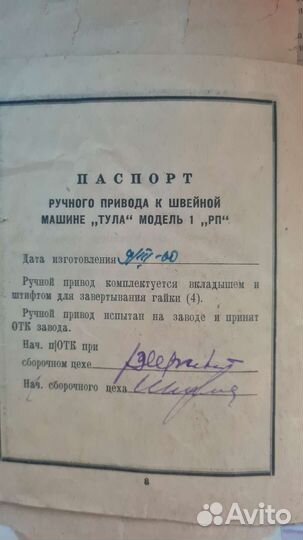 ПАСПОРТ
РУЧНОГО ПРИВОДА К ШВЕЙНОЙ
МАШИНЕ „ТУЛА“ МОДЕЛЬ 1 „РП“
Дата изготовления
Ручной привод комплектуется вкладышем и
штифтом для завертывания гайки (4).
Ручной привод испытан на заводе и принят
ОТК завода.
Нач. п|ОТК при
сборочном цехе
Нач. сборочного цеха
8
Avito